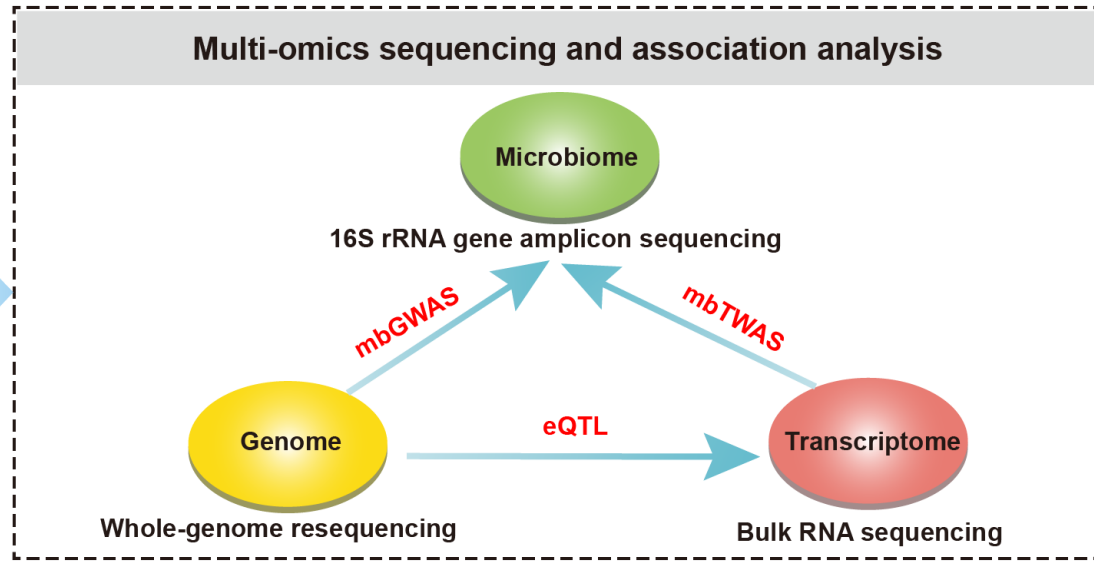 Multi-omics sequencing and association analysis
Microbiome
16S rRNA gene amplicon sequencing
mbGWAS
mbTWAS
eQTL
Genome
Transcriptome
Whole-genome resequencing
Bulk RNA sequencing